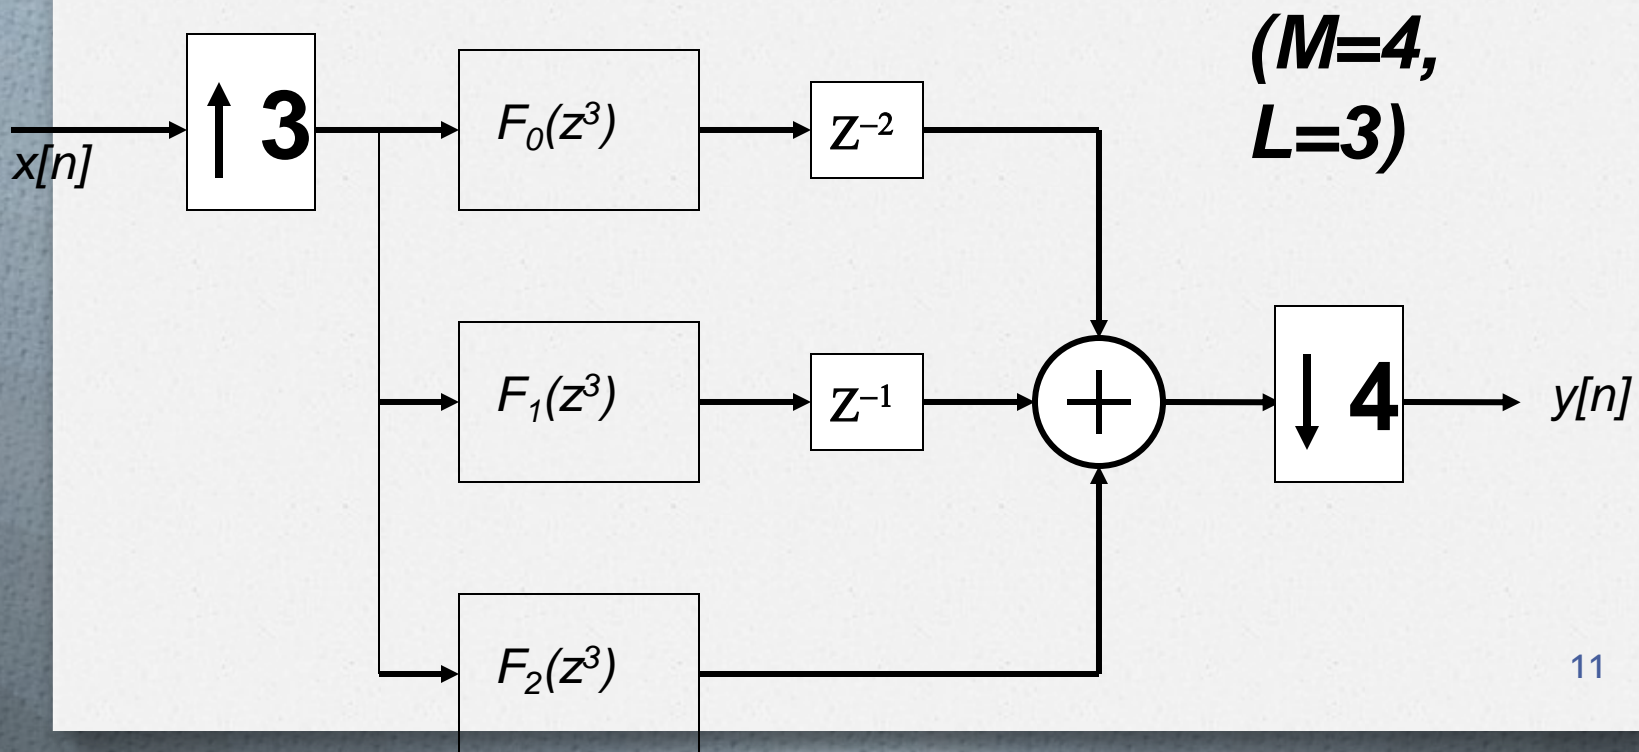 (M=4,
L=3)
x[n]
↑ 3
F₀(z³)
z⁻²
F₁(z³)
z⁻¹
+
↓ 4
y[n]
F₂(z³)
11